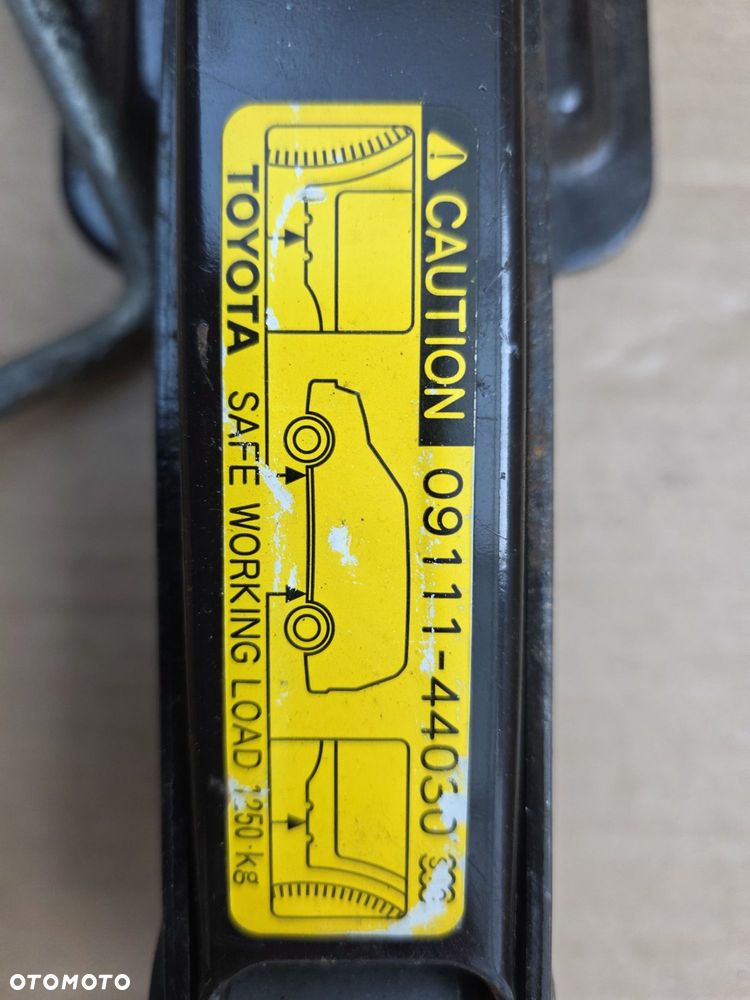 CAUTION 09111-44030
TOYOTA SAFE WORKING LOAD 1250 kg
OTOMOTO